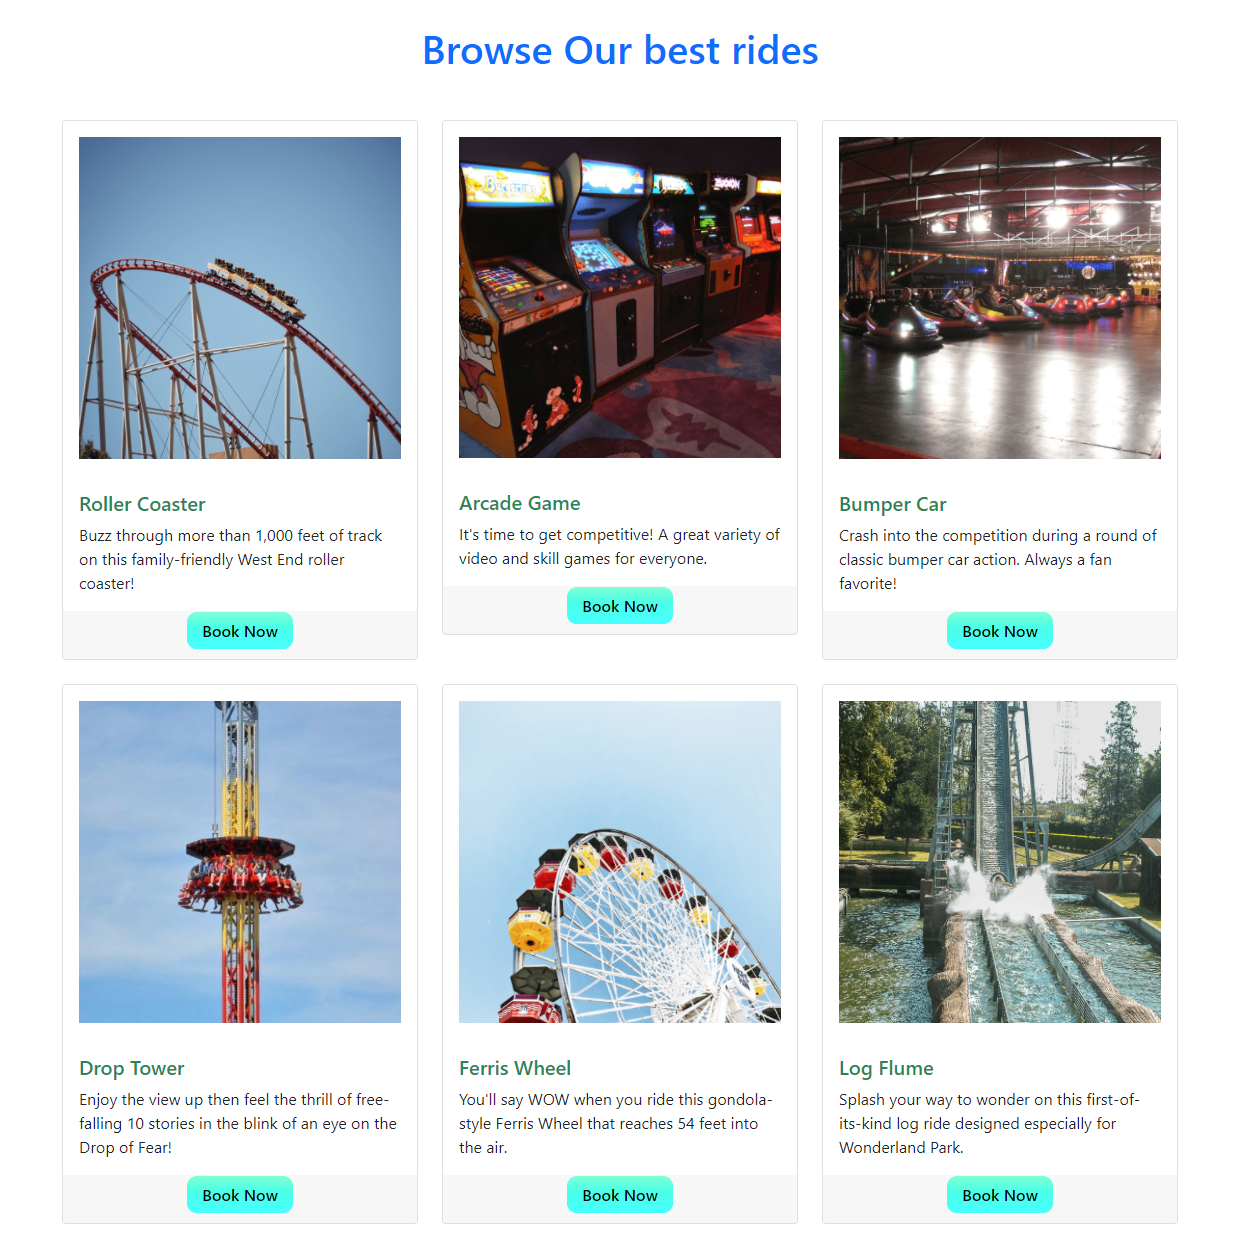 Browse Our best rides
Roller Coaster
Buzz through more than 1,000 feet of track
on this family-friendly West End roller
coaster!
Book Now
Arcade Game
It's time to get competitive! A great variety of
video and skill games for everyone.
Book Now
Bumper Car
Crash into the competition during a round of
classic bumper car action. Always a fan
favorite!
Book Now
Drop Tower
Enjoy the view up then feel the thrill of free-
falling 10 stories in the blink of an eye on the
Drop of Fear!
Book Now
Ferris Wheel
You'll say WOW when you ride this gondola-
style Ferris Wheel that reaches 54 feet into
the air.
Book Now
Log Flume
Splash your way to wonder on this first-of-
its-kind log ride designed especially for
Wonderland Park.
Book Now